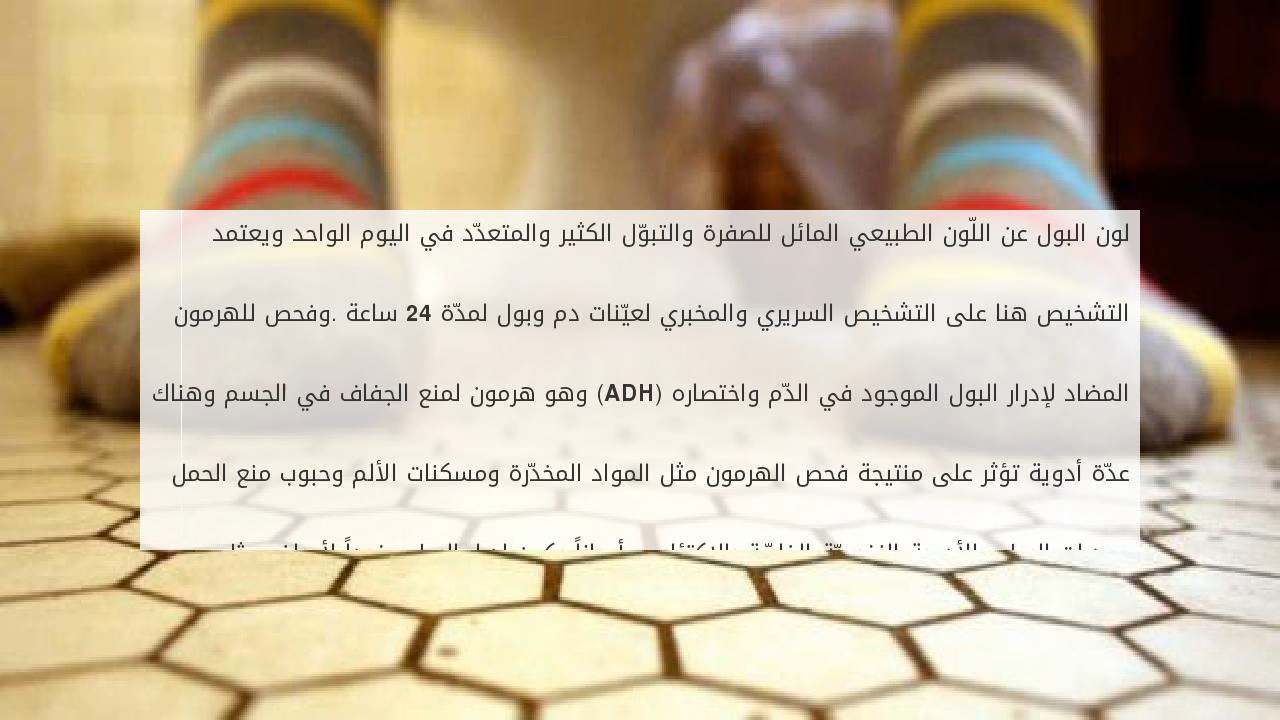 لون البول عن اللّون الطبيعي المائل للصفرة والتبوّل الكثير والمتعدّد في اليوم الواحد ويعتمد
التشخيص هنا على التشخيص السريري والمخبري لعيّنات دم وبول لمدّة 24 ساعة .وفحص للهرمون
المضاد لإدرار البول الموجود في الدّم واختصاره (ADH) وهو هرمون لمنع الجفاف في الجسم وهناك
عدّة أدوية تؤثر على منتيجة فحص الهرمون مثل المواد المخدّرة ومسكنات الألم وحبوب منع الحمل